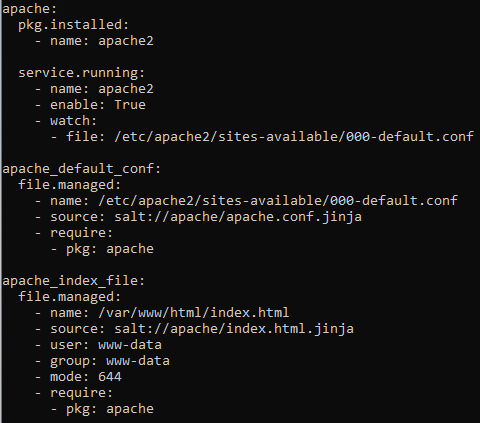 apache:
  pkg.installed:
    - name: apache2

  service.running:
    - name: apache2
    - enable: True
    - watch:
      - file: /etc/apache2/sites-available/000-default.conf

apache_default_conf:
  file.managed:
    - name: /etc/apache2/sites-available/000-default.conf
    - source: salt://apache/apache.conf.jinja
    - require:
      - pkg: apache

apache_index_file:
  file.managed:
    - name: /var/www/html/index.html
    - source: salt://apache/index.html.jinja
    - user: www-data
    - group: www-data
    - mode: 644
    - require:
      - pkg: apache